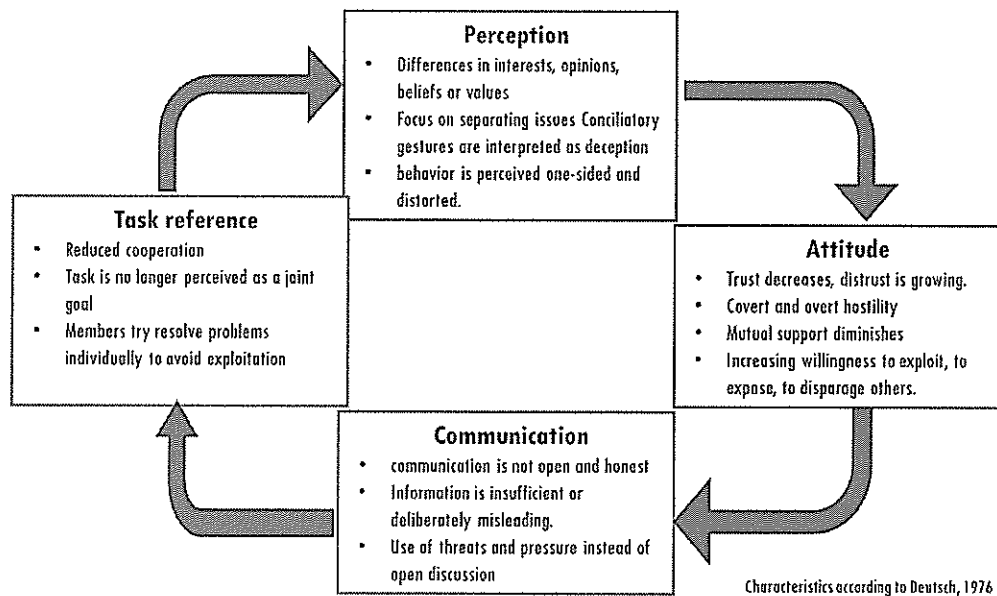 Perception
• Differences in interests, opinions,
beliefs or values
• Focus on separating issues Conciliatory
gestures are interpreted as deception
• behavior is perceived one-sided and
distorted.
Attitude
• Trust decreases, distrust is growing.
• Covert and overt hostility
• Mutual support diminishes
• Increasing willingness to exploit, to
expose, to disparage others.
Communication
• communication is not open and honest
• Information is insufficient or
deliberately misleading.
• Use of threats and pressure instead of
open discussion
Task reference
• Reduced cooperation
• Task is no longer perceived as a joint
goal
• Members try resolve problems
individually to avoid exploitation
Characteristics according to Deutsch, 1976